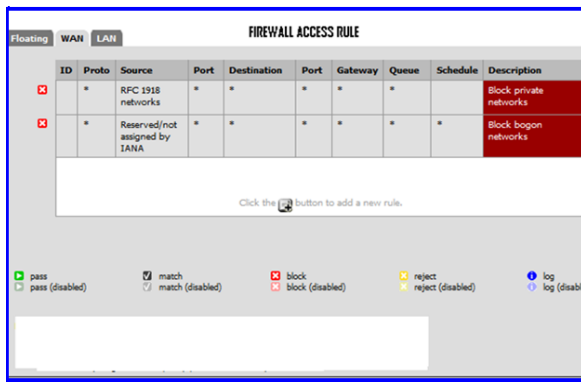 FIREWALL ACCESS RULE
Floating WAN LAN
ID Proto Source Port Destination Port Gateway Queue Schedule Description
* RFC 1918 * * * * * Block private
networks networks
* Reserved/not * * * * * * Block bogon
assigned by networks
IANA
Click the button to add a new rule.
pass match block reject log
pass (disabled) match (disabled) block (disabled) reject (disabled) log (disabl